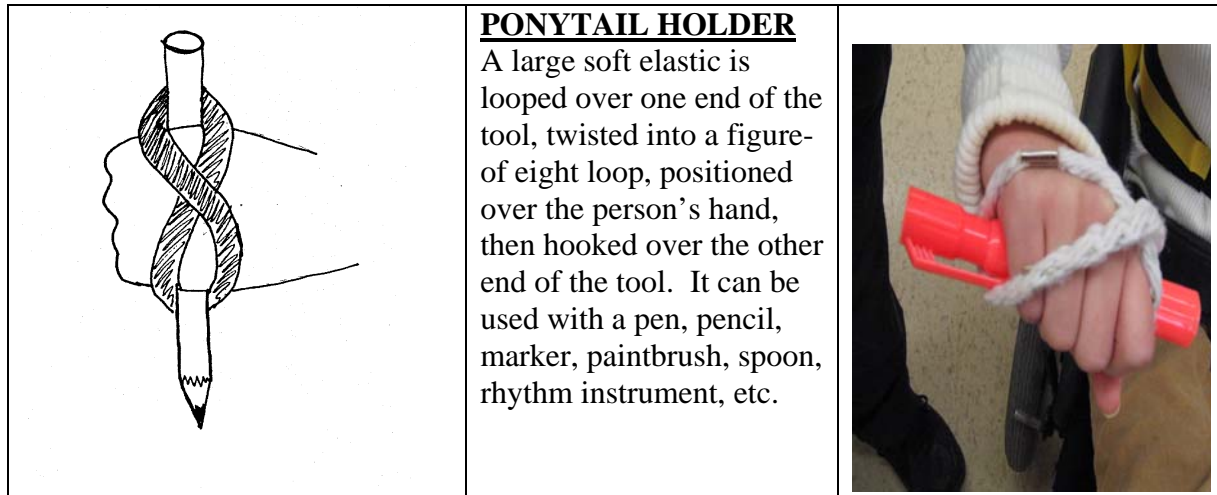 PONYTAIL HOLDER
A large soft elastic is
looped over one end of the
tool, twisted into a figure-
of eight loop, positioned
over the person's hand,
then hooked over the other
end of the tool.  It can be
used with a pen, pencil,
marker, paintbrush, spoon,
rhythm instrument, etc.